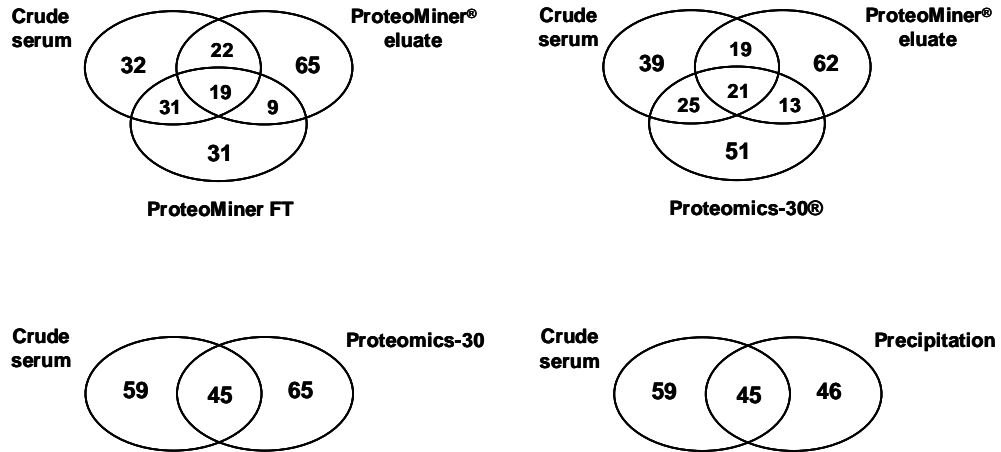 Crude
serum
ProteoMiner®
eluate
32
22
65
19
31
9
31
ProteoMiner FT
Crude
serum
ProteoMiner®
eluate
39
19
62
21
25
13
51
Proteomics-30®
Crude
serum
Proteomics-30
59
45
65
Crude
serum
Precipitation
59
45
46